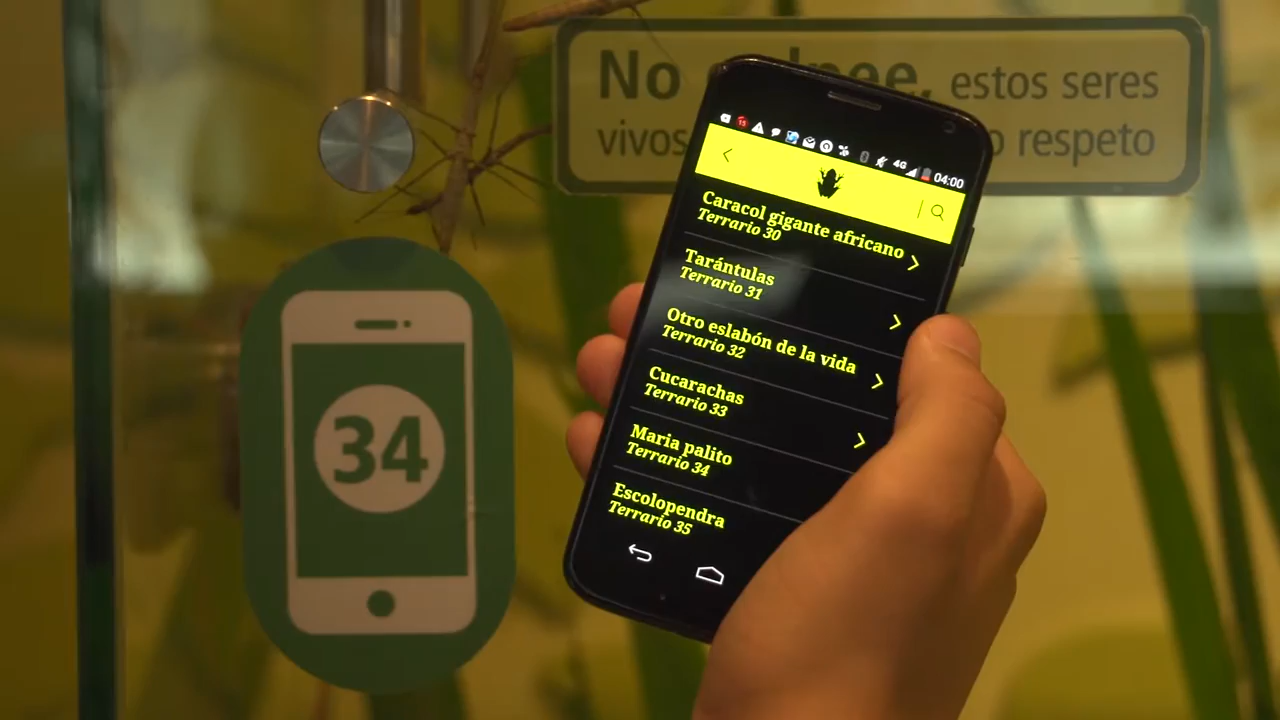 No estos seres
vivos respeto
15 4G 04:00
Caracol gigante africano
Terrario 30
Tarántulas
Terrario 31
Otro eslabón de la vida
Terrario 32
Cucarachas
Terrario 33
Maria palito
Terrario 34
Escolopendra
Terrario 35
34